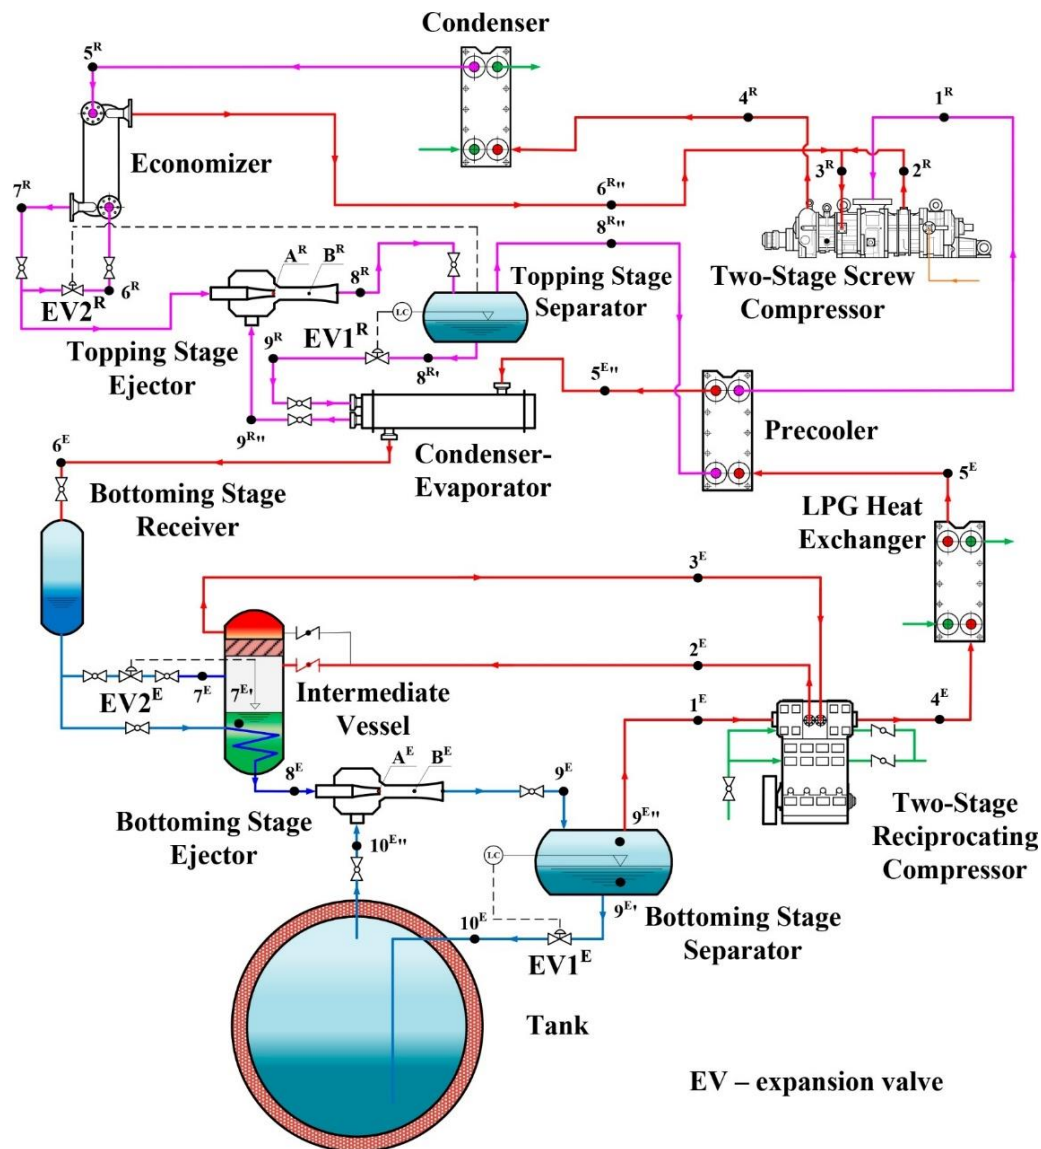 Condenser
5ᴿ
4ᴿ
1ᴿ
Economizer
3ᴿ
2ᴿ
7ᴿ
6ᴿ''
8ᴿ''
Aᴿ
Bᴿ
8ᴿ
6ᴿ
EV2ᴿ
Topping Stage
Separator
Two-Stage Screw
Compressor
LC
EV1ᴿ
9ᴿ
8ᴿ'
Topping Stage
Ejector
5ᴱ''
Precooler
9ᴿ''
Condenser-
Evaporator
6ᴱ
5ᴱ
Bottoming Stage
Receiver
LPG Heat
Exchanger
3ᴱ
2ᴱ
EV2ᴱ
7ᴱ
7ᴱ'
Intermediate
Vessel
1ᴱ
4ᴱ
Aᴱ
Bᴱ
8ᴱ
9ᴱ
Bottoming Stage
Ejector
10ᴱ''
LC
9ᴱ''
9ᴱ'
Two-Stage
Reciprocating
Compressor
10ᴱ
EV1ᴱ
Bottoming Stage
Separator
Tank
EV – expansion valve